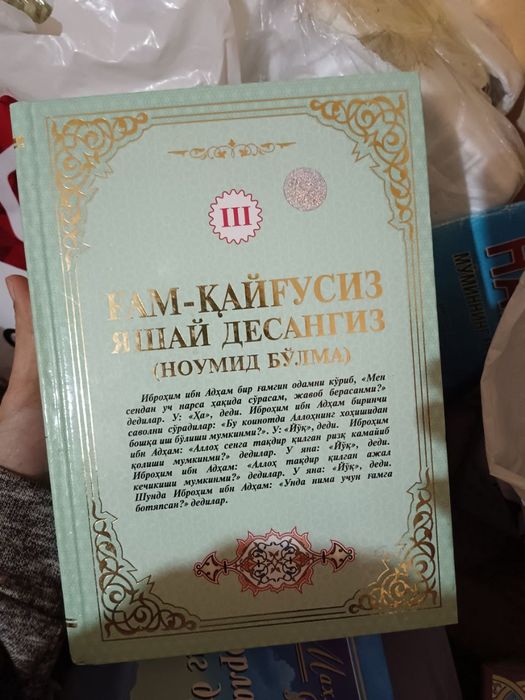 III
ҒАМ-ҚАЙҒУСИЗ
ЯШАЙ ДЕСАНГИЗ
(НОУМИД БЎЛМА)
Иброҳим ибн Адҳам бир ғамгин одамни кўриб, «Мен
сендан уч нарса ҳақида сўрасам, жавоб берасанми?»
дедилар. У: «Ҳа», деди. Иброҳим ибн Адҳам биринчи
саволни сўрадилар: «Бу коинотда Аллоҳнинг хоҳишидан
бошқа иш бўлиши мумкинми?». У: «Йўқ», деди. Иброҳим
ибн Адҳам: «Аллоҳ сенга тақдир қилган ризқ камайиб
қолиши мумкинми?» дедилар. У яна: «Йўқ», деди.
Иброҳим ибн Адҳам: «Аллоҳ тақдир қилган ажал
кечикиши мумкинми?» дедилар. У яна: «Йўқ», деди.
Шунда Иброҳим ибн Адҳам: «Унда нима учун ғамга
ботяпсан?» дедилар.
МУМИННИНГ